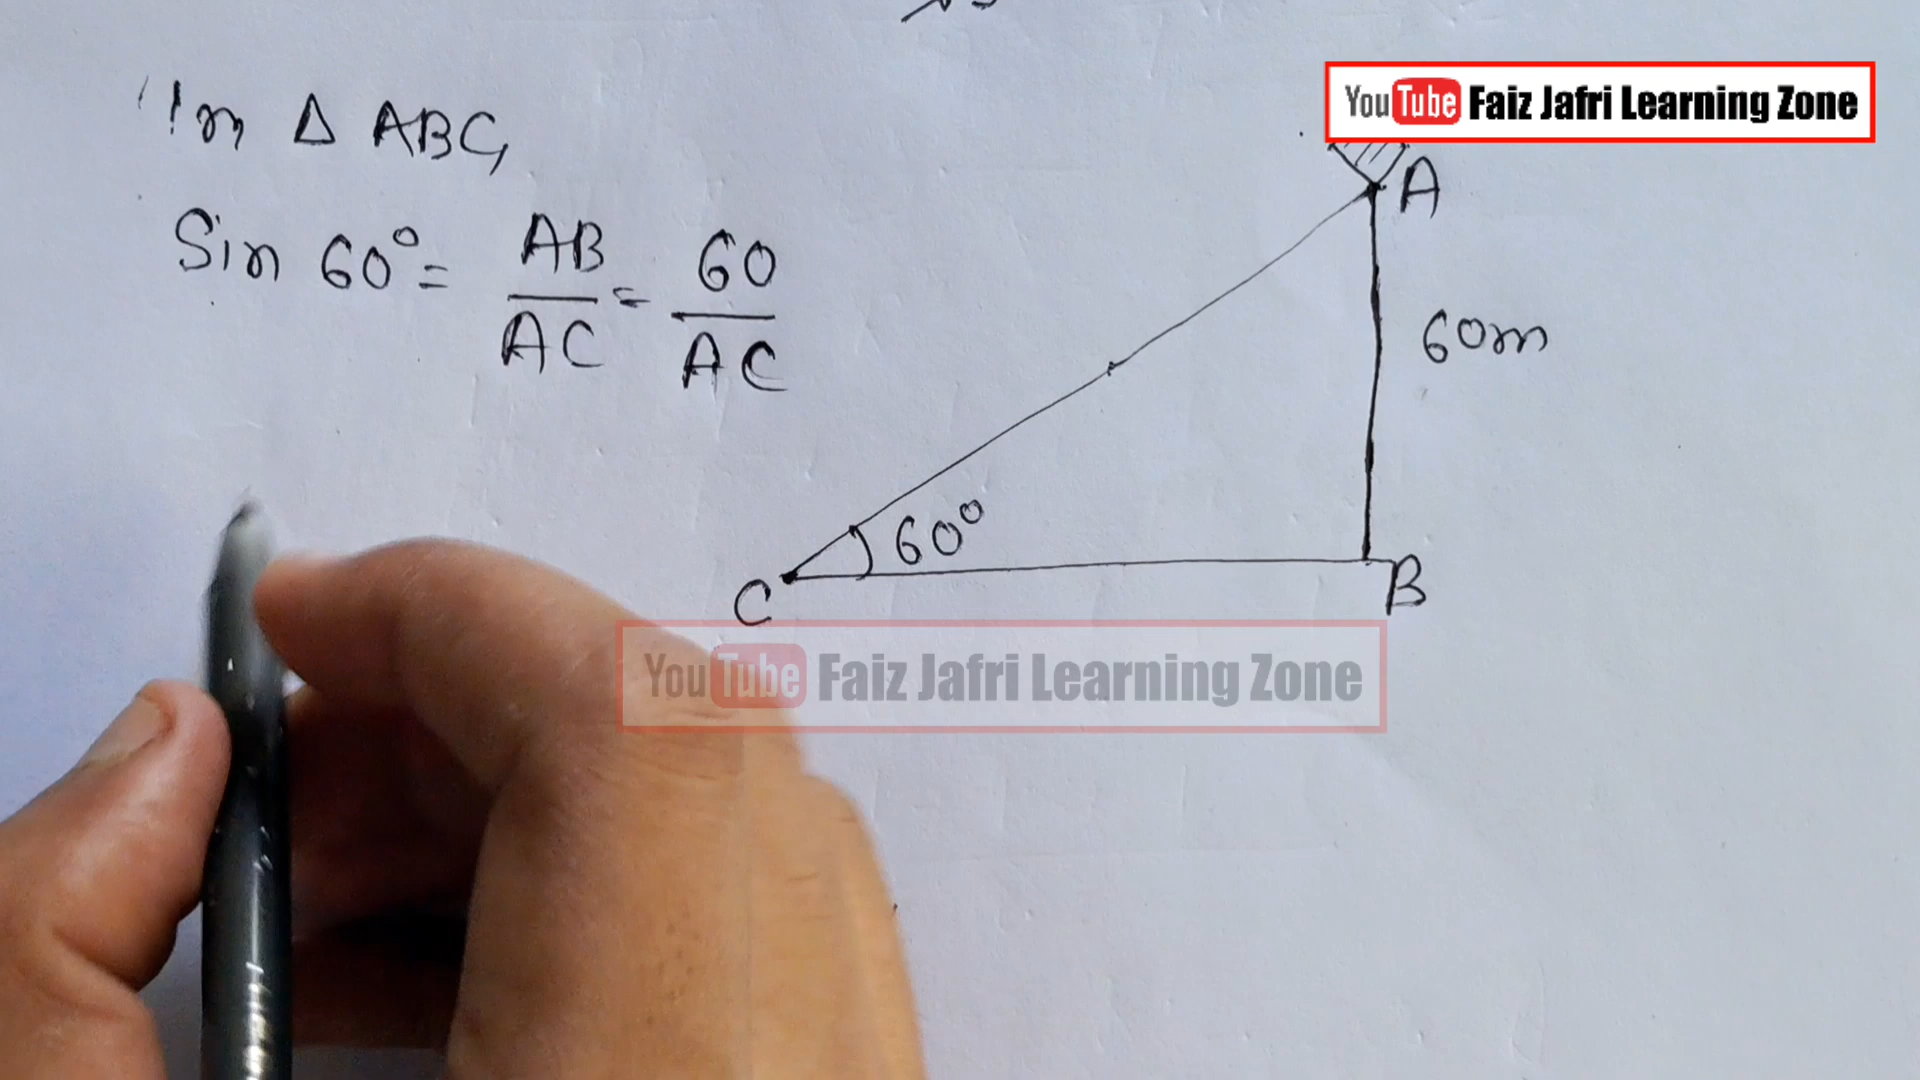 YouTube Faiz Jafri Learning Zone
In Δ ABC,
Sin 60° = AB/AC = 60/AC
A
60m
60°
C
B
YouTube Faiz Jafri Learning Zone